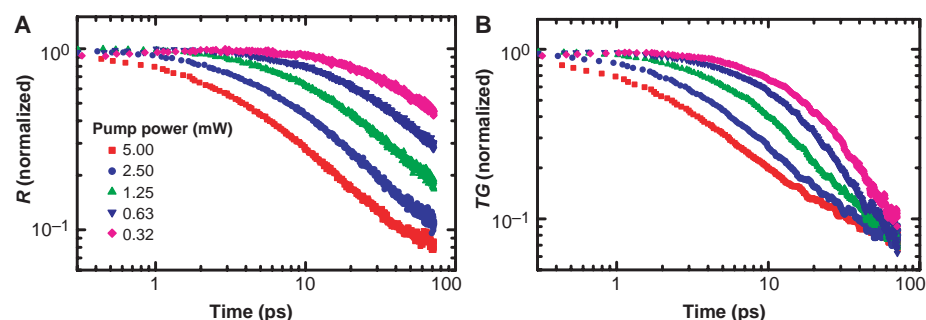 A
R (normalized)
10⁰
10⁻¹
Pump power (mW)
5.00
2.50
1.25
0.63
0.32
1
10
100
Time (ps)
B
TG (normalized)
10⁰
10⁻¹
1
10
100
Time (ps)